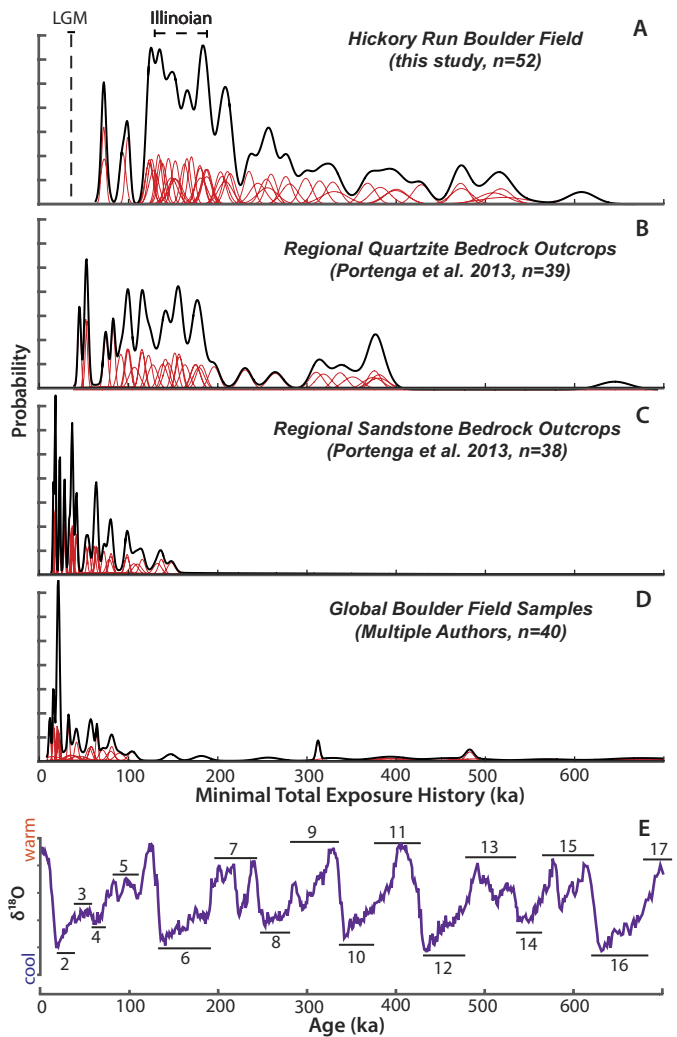 LGM
Illinoian
A
Hickory Run Boulder Field
(this study, n=52)
B
Regional Quartzite Bedrock Outcrops
(Portenga et al. 2013, n=39)
Probability
C
Regional Sandstone Bedrock Outcrops
(Portenga et al. 2013, n=38)
D
Global Boulder Field Samples
(Multiple Authors, n=40)
0 100 200 300 400 500 600
Minimal Total Exposure History (ka)
E
warm
δ18O
cool
2 3 4 5 6 7 8 9 10 11 12 13 14 15 16 17
0 100 200 300 400 500 600
Age (ka)